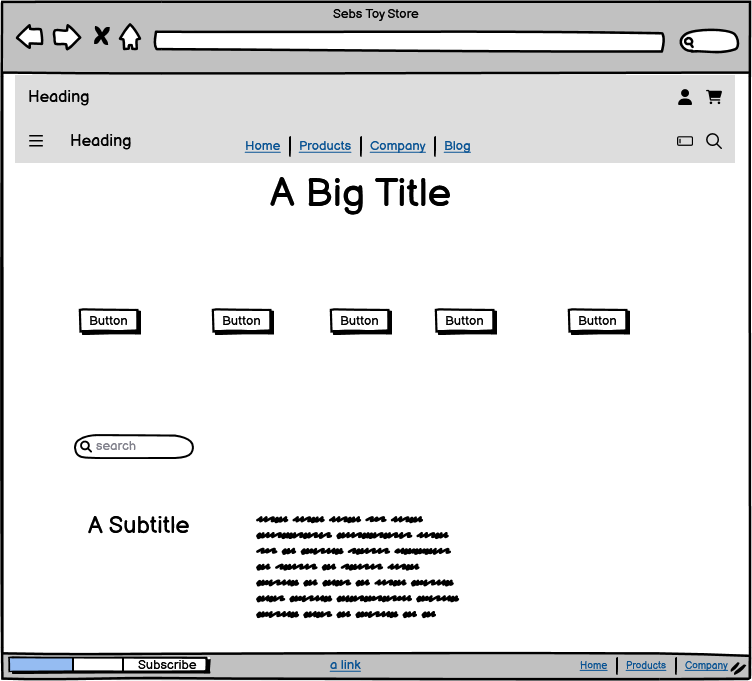 Sebs Toy Store
Heading
Heading
Home Products Company Blog
A Big Title
Button Button Button Button Button
search
A Subtitle
Subscribe a link Home Products Company